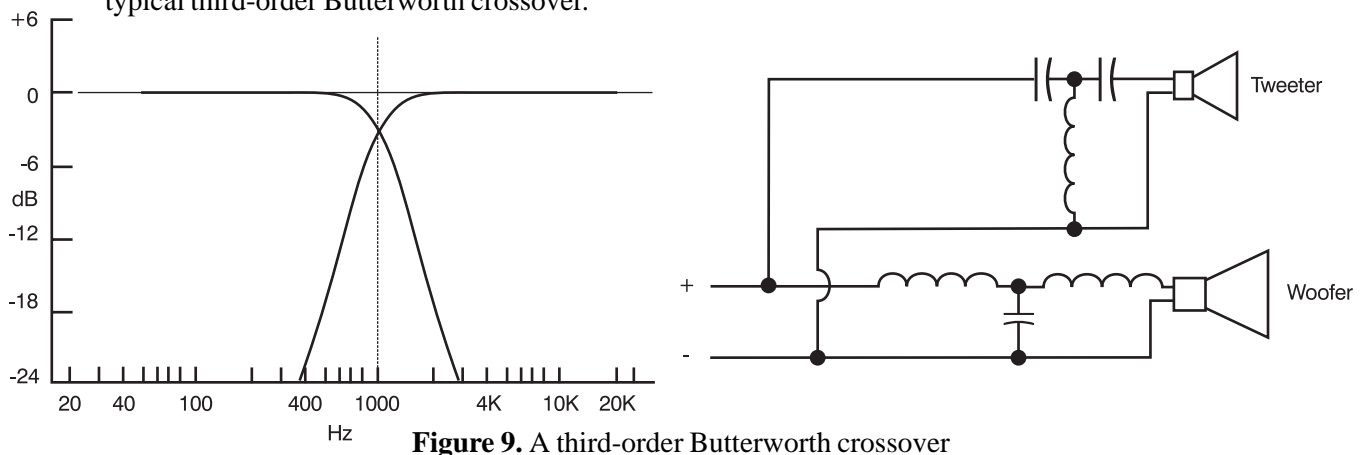 typical third-order Butterworth crossover.
+6
0
-6
dB
-12
-18
-24
20 40 100 400 1000 4K 10K 20K
Hz
Tweeter
+
Woofer
-
Figure 9. A third-order Butterworth crossover